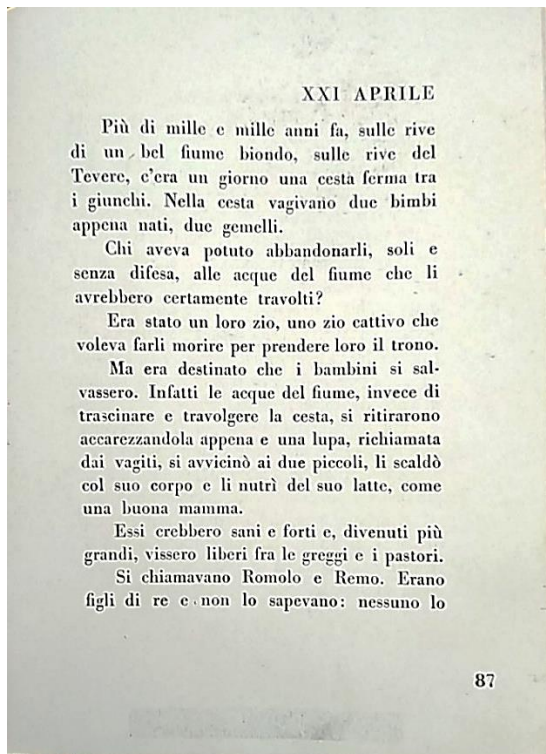 XXI APRILE
Più di mille e mille anni fa, sulle rive
di un bel fiume biondo, sulle rive del
Tevere, c'era un giorno una cesta ferma tra
i giunchi. Nella cesta vagivano due bimbi
appena nati, due gemelli.
Chi aveva potuto abbandonarli, soli e
senza difesa, alle acque del fiume che li
avrebbero certamente travolti?
Era stato un loro zio, uno zio cattivo che
voleva farli morire per prendere loro il trono.
Ma era destinato che i bambini si sal-
vassero. Infatti le acque del fiume, invece di
trascinare e travolgere la cesta, si ritirarono
accarezzandola appena e una lupa, richiamata
dai vagiti, si avvicinò ai due piccoli, li scaldò
col suo corpo e li nutrì del suo latte, come
una buona mamma.
Essi crebbero sani e forti e, divenuti più
grandi, vissero liberi fra le greggi e i pastori.
Si chiamavano Romolo e Remo. Erano
figli di re e non lo sapevano: nessuno lo
87